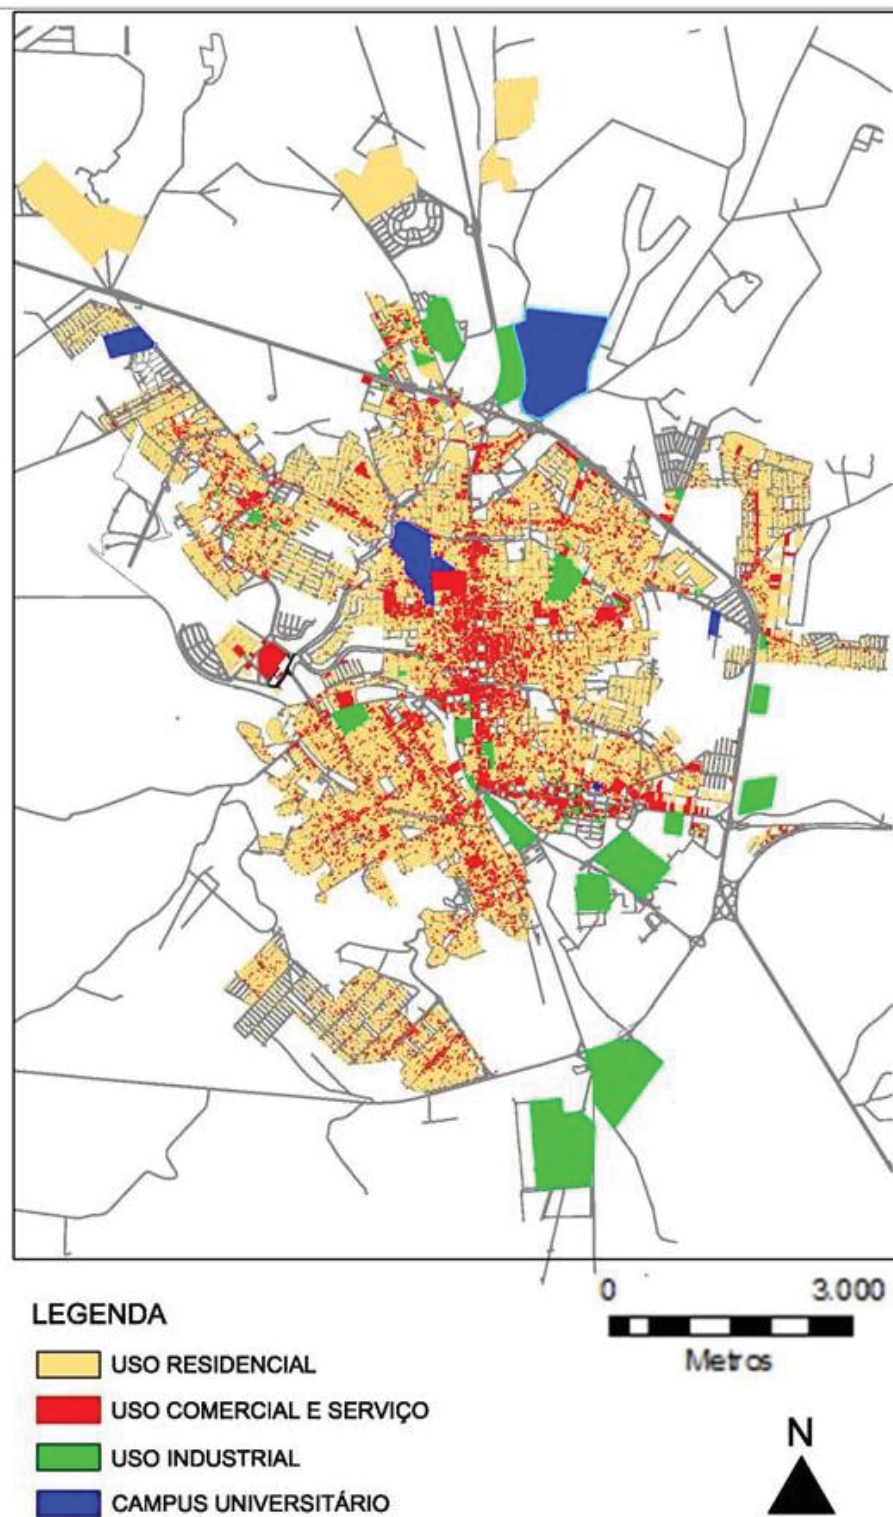 0 3.000
Metros
LEGENDA
USO RESIDENCIAL
USO COMERCIAL E SERVIÇO
USO INDUSTRIAL
CAMPUS UNIVERSITÁRIO
N